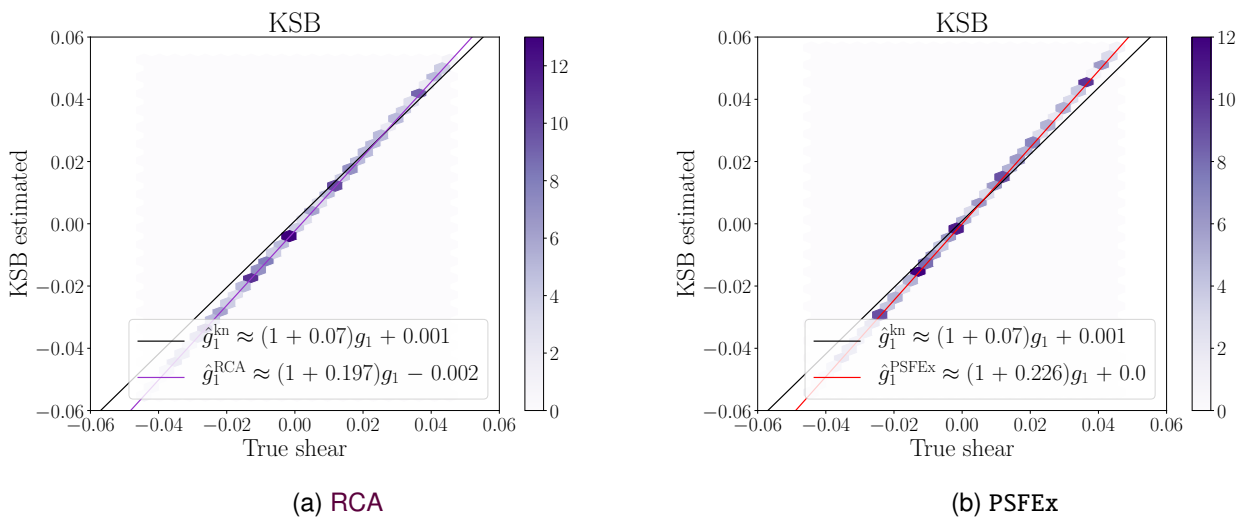 KSB
0.06
0.04
0.02
0.00
−0.02
−0.04
−0.06
KSB estimated
−0.06 −0.04 −0.02 0.00 0.02 0.04 0.06
True shear
ĝ₁^kn ≈ (1 + 0.07)g₁ + 0.001
ĝ₁^RCA ≈ (1 + 0.197)g₁ − 0.002
12
10
8
6
4
2
0
(a) RCA
KSB
0.06
0.04
0.02
0.00
−0.02
−0.04
−0.06
KSB estimated
−0.06 −0.04 −0.02 0.00 0.02 0.04 0.06
True shear
ĝ₁^kn ≈ (1 + 0.07)g₁ + 0.001
ĝ₁^PSFEx ≈ (1 + 0.226)g₁ + 0.0
12
10
8
6
4
2
0
(b) PSFEx